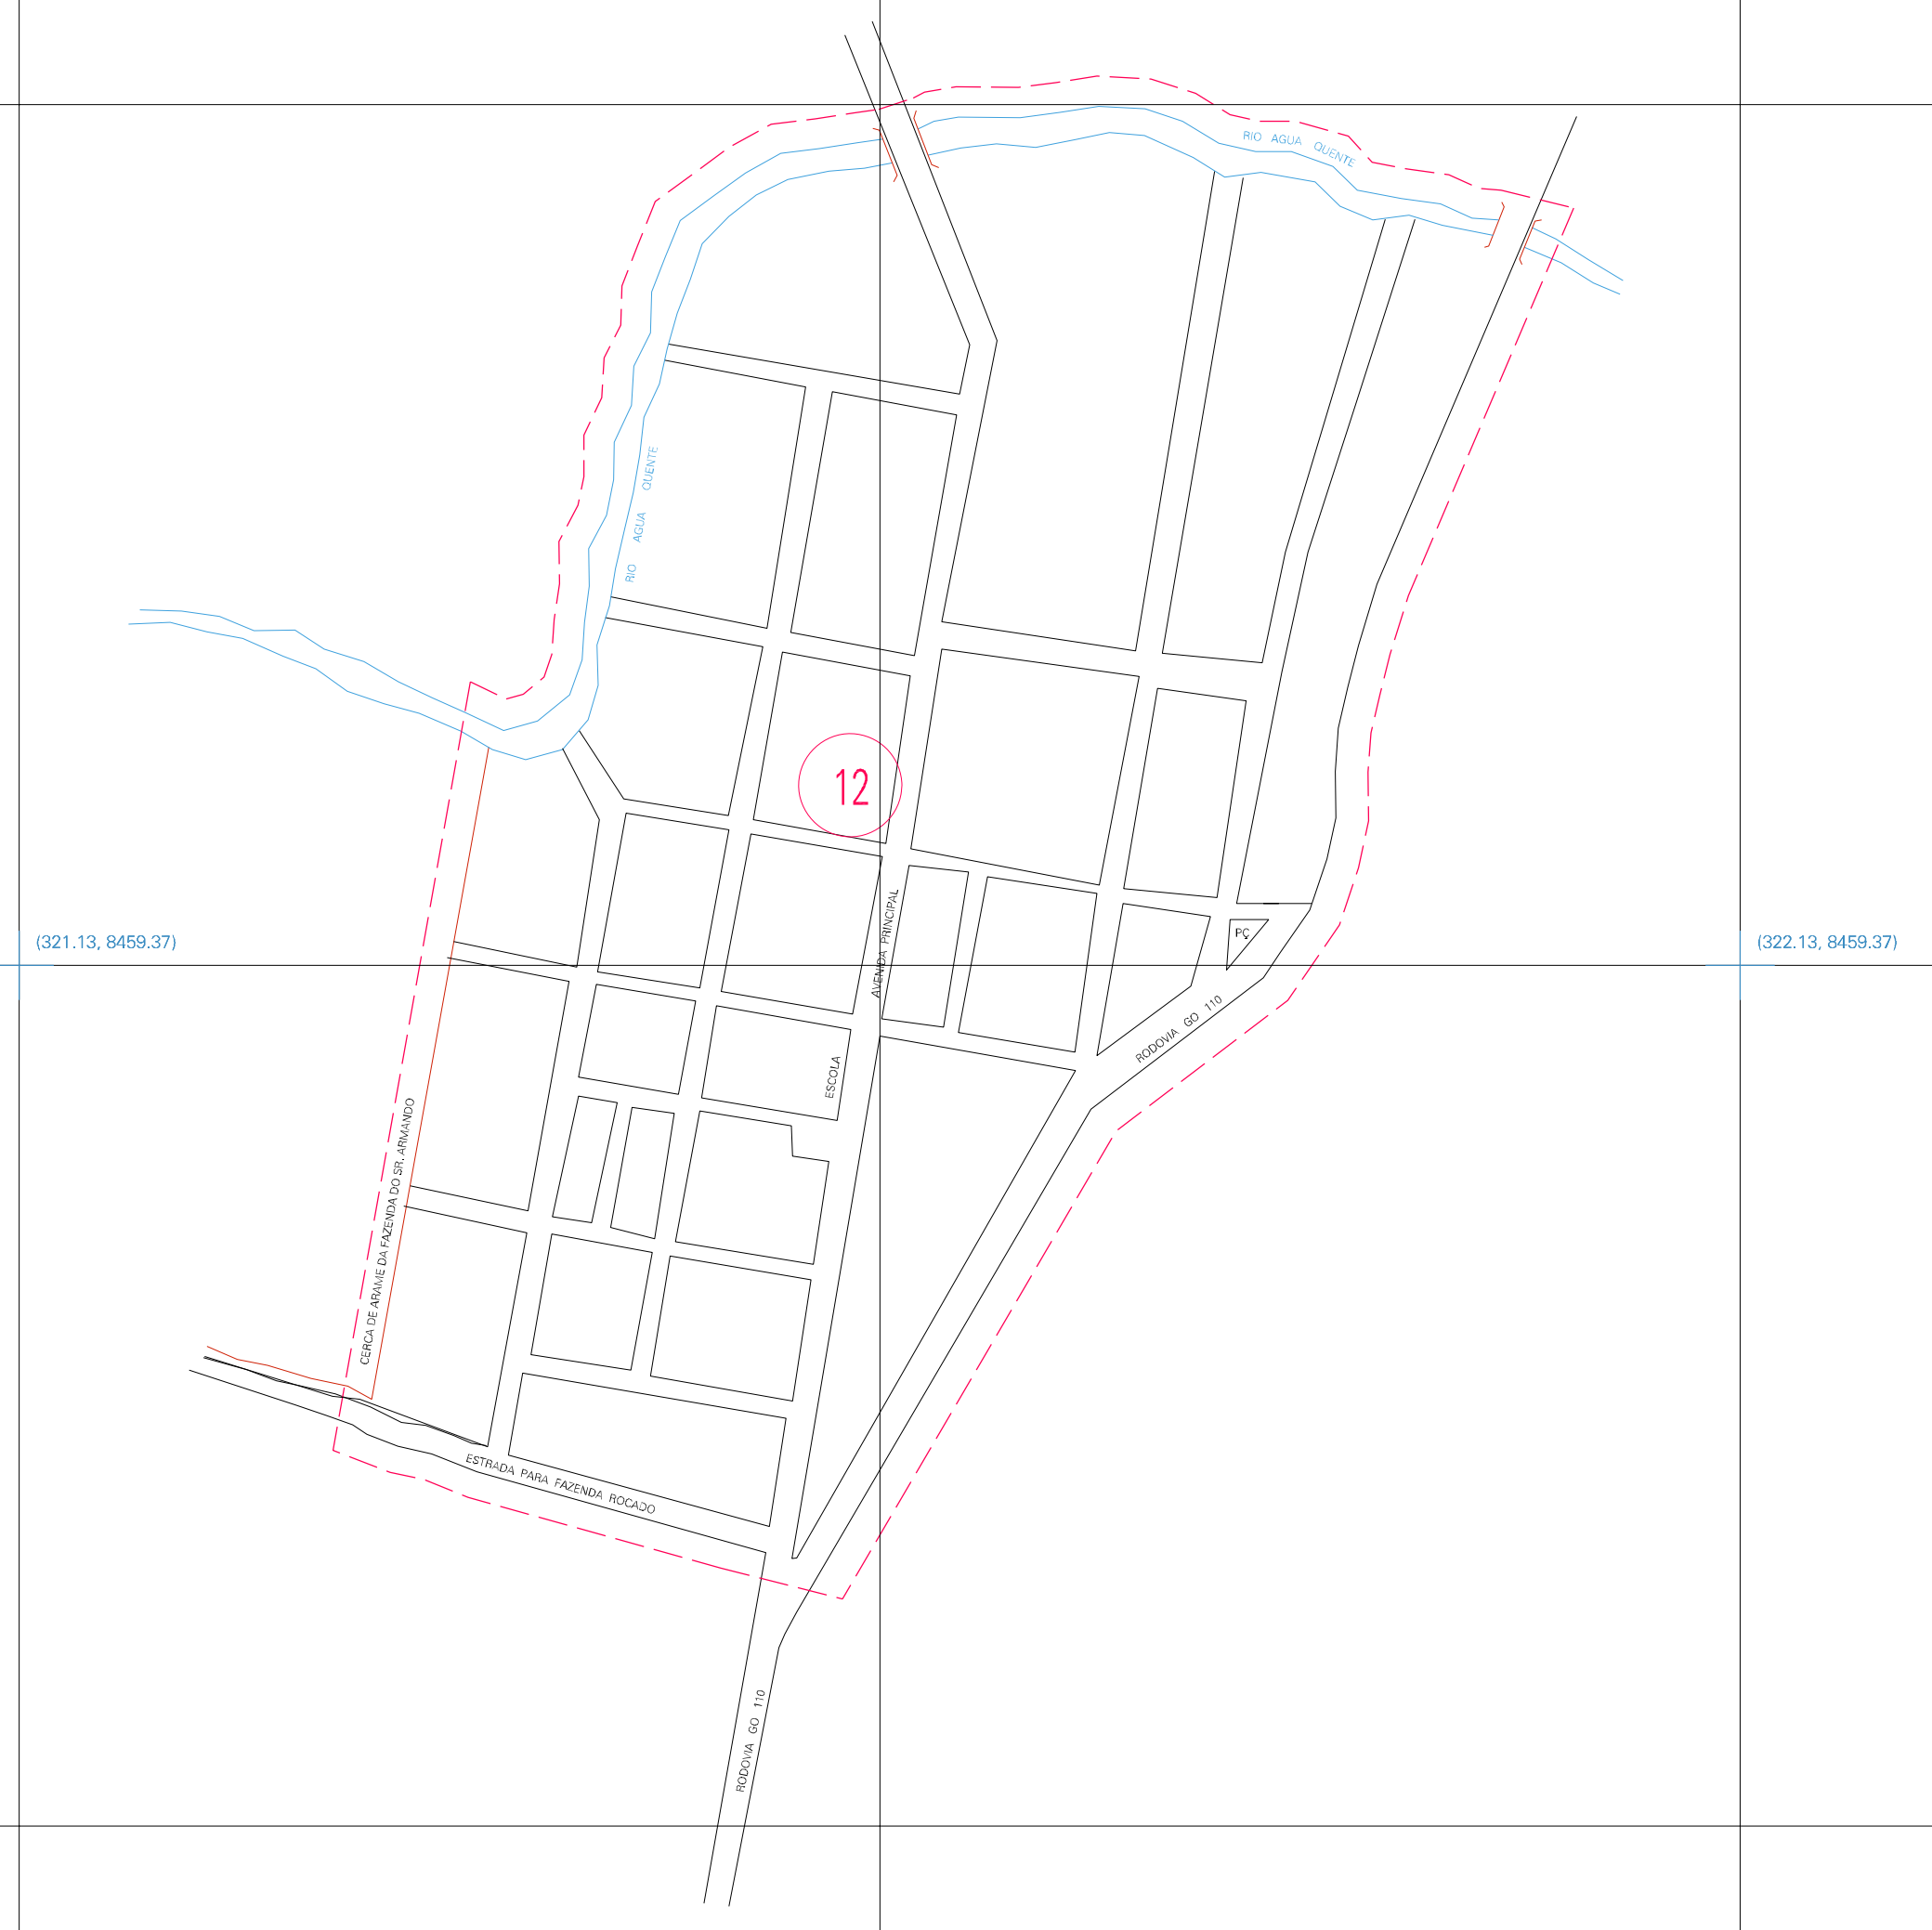 RIO AGUA QUENTE
RIO AGUA QUENTE
12
AVENIDA PRINCIPAL
PÇ
(321.13, 8459.37)
(322.13, 8459.37)
RODOVIA GO 110
ESCOLA
CERCA DE ARAME DA FAZENDA DO SR. ARMANDO
ESTRADA PARA FAZENDA ROCADO
RODOVIA GO 110